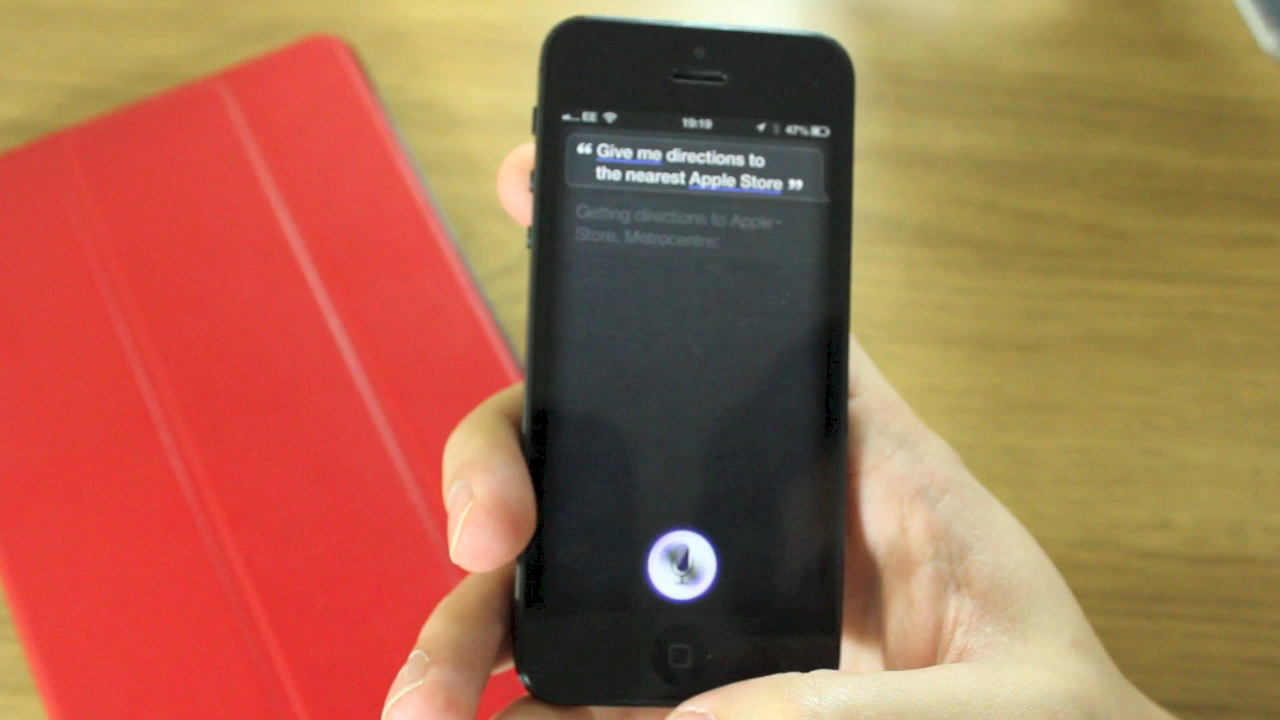 EE 19:19 47%
“ Give me directions to
the nearest Apple Store ”
Getting directions to Apple
Store, Metrocentre: